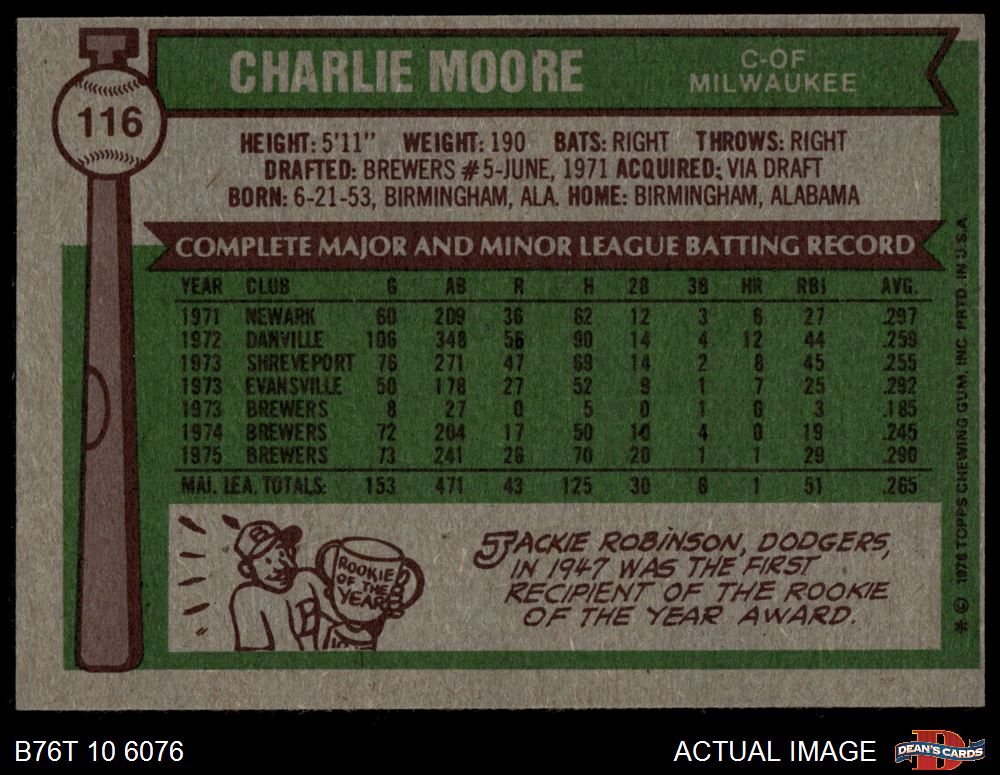 CHARLIE MOORE
C-OF
MILWAUKEE
116
HEIGHT: 5'11" WEIGHT: 190 BATS: RIGHT THROWS: RIGHT
DRAFTED: BREWERS #5-JUNE, 1971 ACQUIRED: VIA DRAFT
BORN: 6-21-53, BIRMINGHAM, ALA. HOME: BIRMINGHAM, ALABAMA
COMPLETE MAJOR AND MINOR LEAGUE BATTING RECORD
YEAR CLUB G AB R H 2B 3B HR RBI AVG.
1971 NEWARK 60 209 36 62 12 3 6 27 .297
1972 DANVILLE 106 348 56 90 14 4 12 44 .259
1973 SHREVEPORT 76 271 47 69 14 2 8 45 .255
1973 EVANSVILLE 50 178 27 52 9 1 7 25 .292
1973 BREWERS 8 27 0 5 0 1 0 3 .185
1974 BREWERS 72 204 17 50 10 4 0 19 .245
1975 BREWERS 73 241 26 70 20 1 1 29 .290
MAJ. LEA. TOTALS: 153 471 43 125 30 6 1 51 .265
ROOKIE
OF THE
YEAR
B
JACKIE ROBINSON, DODGERS,
IN 1947 WAS THE FIRST
RECIPIENT OF THE ROOKIE
OF THE YEAR AWARD.
* © 1976 TOPPS CHEWING GUM, INC. PRTD. IN U.S.A.
B76T 10 6076
ACTUAL IMAGE
D
DEAN'S CARDS